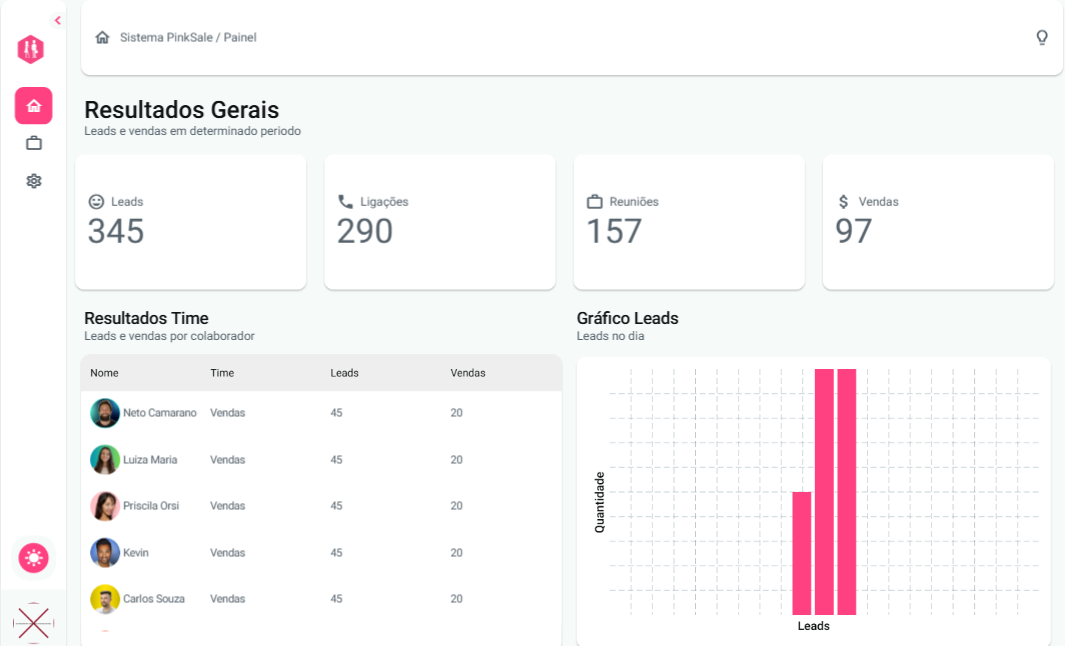 Sistema PinkSale / Painel
Resultados Gerais
Leads e vendas em determinado periodo
Leads
345
Ligações
290
Reuniões
157
Vendas
97
Resultados Time
Leads e vendas por colaborador
Nome Time Leads Vendas
Neto Camarano Vendas 45 20
Luiza Maria Vendas 45 20
Priscila Orsi Vendas 45 20
Kevin Vendas 45 20
Carlos Souza Vendas 45 20
Gráfico Leads
Leads no dia
Quantidade
Leads